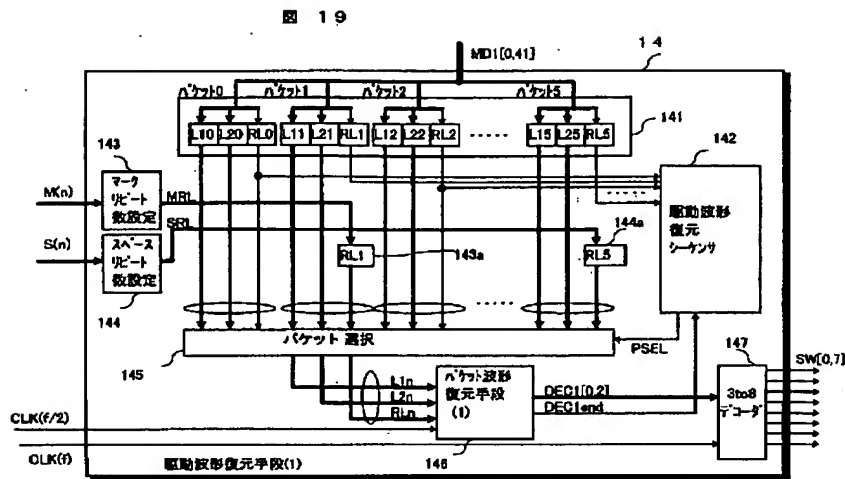 図 19
MD1[0,41]
14
パケット0 パケット1 パケット2 パケット5
L10 L20 RL0 L11 L21 RL1 L12 L22 RL2 L15 L25 RL5
141
142
143
M(n)
マーク
リピート
数設定
MRL
駆動波形
復元
シーケンサ
S(n)
スペース
リピート
数設定
SRL
144a
RL1
143a
RL5
144
パケット選択
PSEL
145
147
SW[0,7]
L1n
L2n
RLn
パケット波形
復元手段
(1)
DEC1[0,2]
DEC1end
3to8
デコーダ
CLK(f/2)
CLK(f)
146
駆動波形復元手段(1)